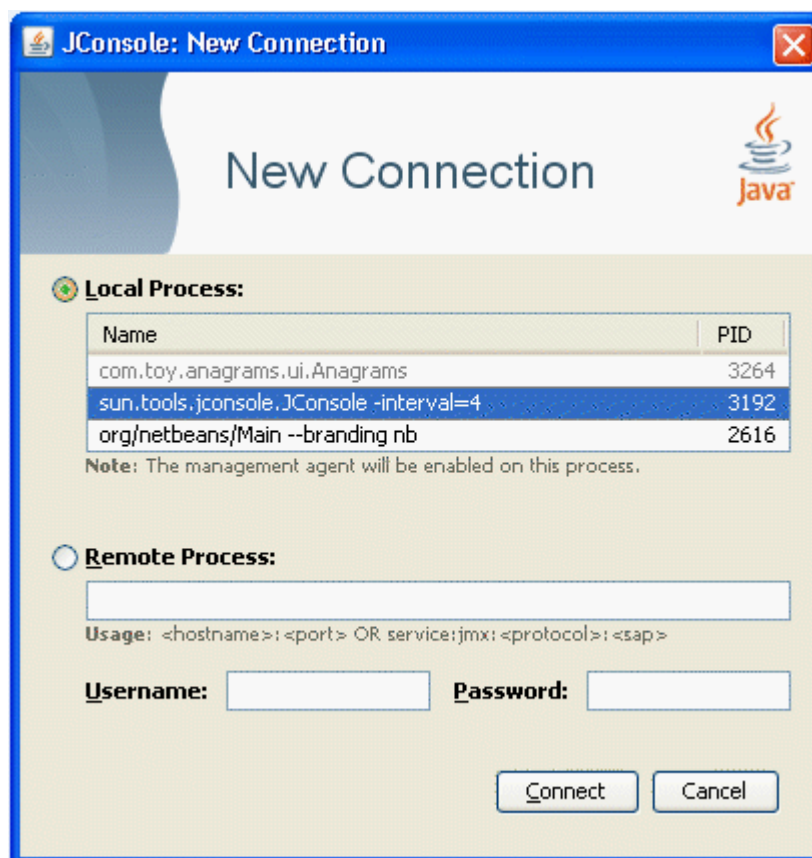 JConsole: New Connection
New Connection
Java
Local Process:
Name PID
com.toy.anagrams.ui.Anagrams 3264
sun.tools.jconsole.JConsole -interval=4 3192
org/netbeans/Main --branding nb 2616
Note: The management agent will be enabled on this process.
Remote Process:
Usage: <hostname>:<port> OR service:jmx:<protocol>:<sap>
Username: Password:
Connect Cancel